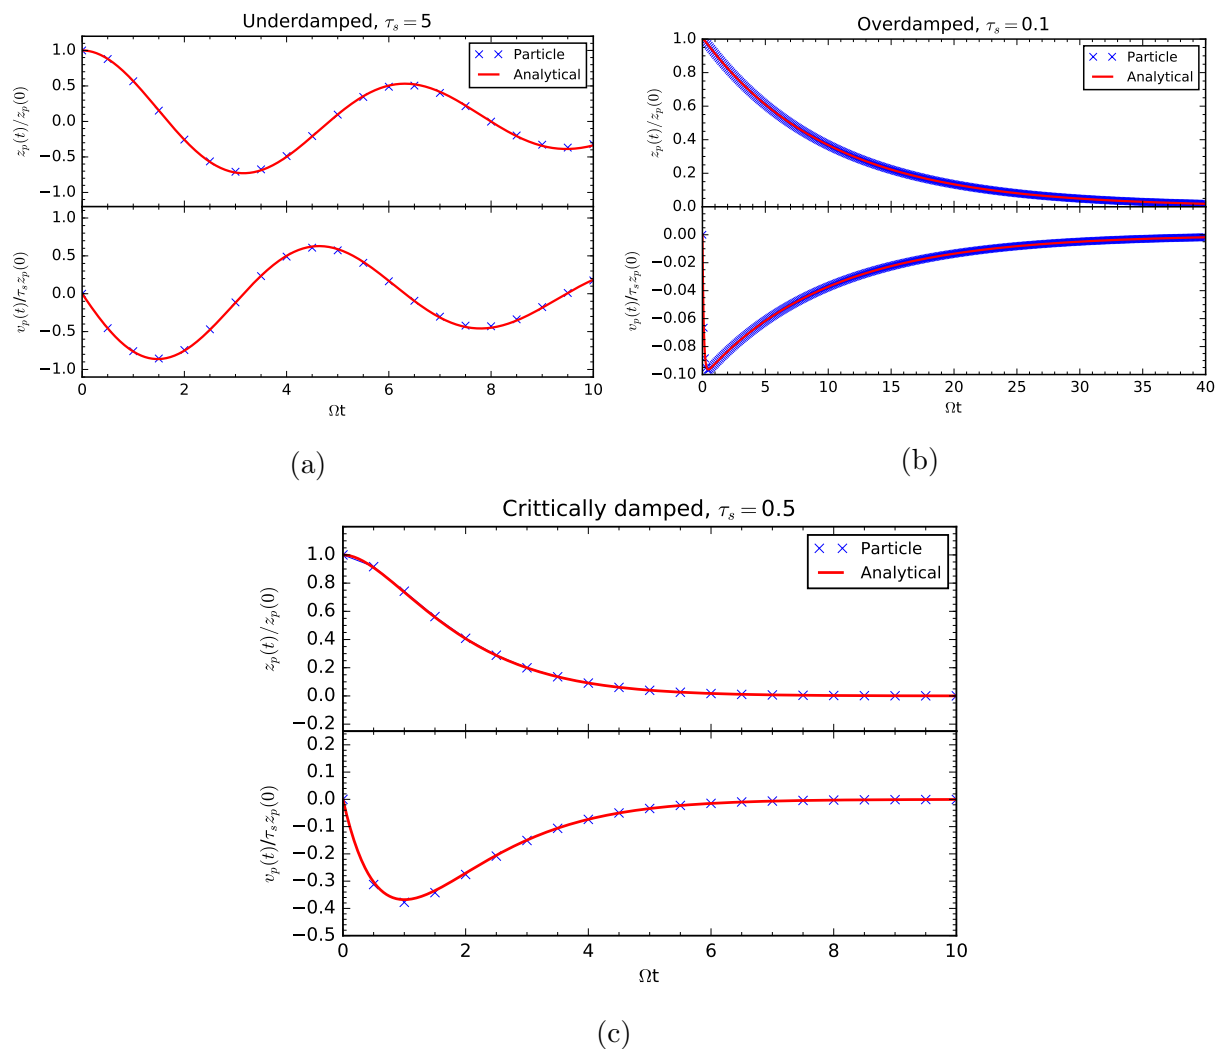 Underdamped, τ_s = 5
1.0
0.5
0.0
−0.5
−1.0
z_p(t)/z_p(0)
Particle
Analytical
1.0
0.5
0.0
−0.5
−1.0
v_p(t)/τ_s z_p(0)
0 2 4 6 8 10
Ωt
(a)
Overdamped, τ_s = 0.1
1.0
0.8
0.6
0.4
0.2
0.0
z_p(t)/z_p(0)
Particle
Analytical
0.00
−0.02
−0.04
−0.06
−0.08
−0.10
v_p(t)/τ_s z_p(0)
0 5 10 15 20 25 30 35 40
Ωt
(b)
Crittically damped, τ_s = 0.5
1.0
0.8
0.6
0.4
0.2
0.0
−0.2
z_p(t)/z_p(0)
Particle
Analytical
0.2
0.1
0.0
−0.1
−0.2
−0.3
−0.4
−0.5
v_p(t)/τ_s z_p(0)
0 2 4 6 8 10
Ωt
(c)